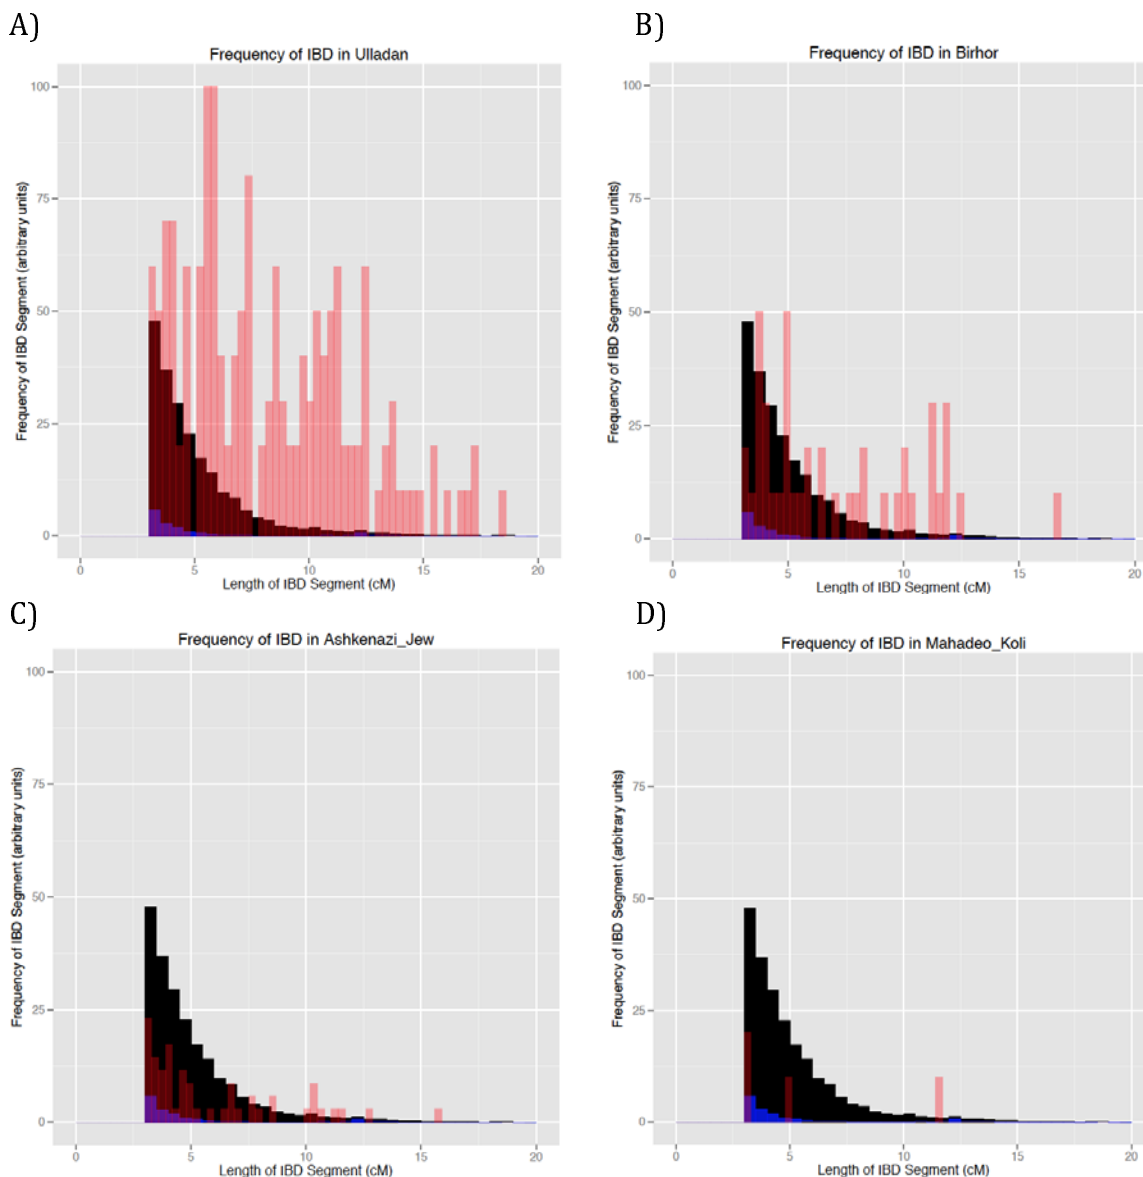 A)
Frequency of IBD in Ulladan
Frequency of IBD Segment (arbitrary units)
100
75
50
25
0
0 5 10 15 20
Length of IBD Segment (cM)
B)
Frequency of IBD in Birhor
Frequency of IBD Segment (arbitrary units)
100
75
50
25
0
0 5 10 15 20
Length of IBD Segment (cM)
C)
Frequency of IBD in Ashkenazi_Jew
Frequency of IBD Segment (arbitrary units)
100
75
50
25
0
0 5 10 15 20
Length of IBD Segment (cM)
D)
Frequency of IBD in Mahadeo_Koli
Frequency of IBD Segment (arbitrary units)
100
75
50
25
0
0 5 10 15 20
Length of IBD Segment (cM)